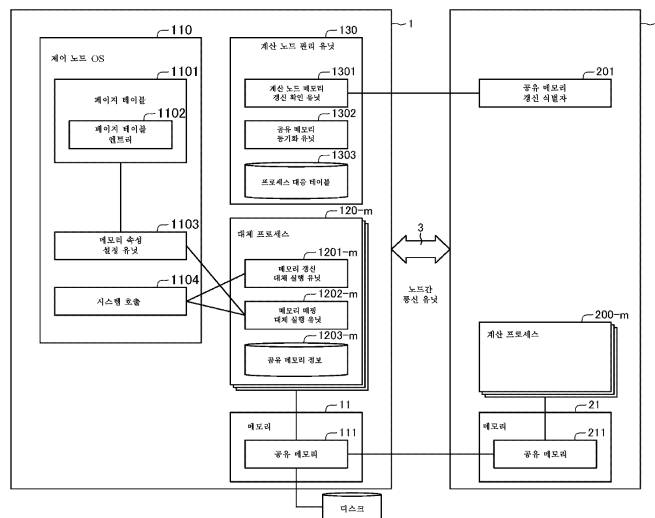 1
110
제어 노드 OS
1101
페이지 테이블
1102
페이지 테이블
엔트리
1103
메모리 속성
설정 유닛
1104
시스템 호출
130
계산 노드 관리 유닛
1301
계산 노드 메모리
갱신 확인 유닛
1302
공유 메모리
동기화 유닛
1303
프로세스 대응 테이블
120-m
대체 프로세스
1201-m
메모리 갱신
대체 실행 유닛
1202-m
메모리 매핑
대체 실행 유닛
1203-m
공유 메모리 정보
11
메모리
111
공유 메모리
디스크
3
노드간
통신 유닛
201
공유 메모리
갱신 식별자
200-m
계산 프로세스
21
메모리
211
공유 메모리